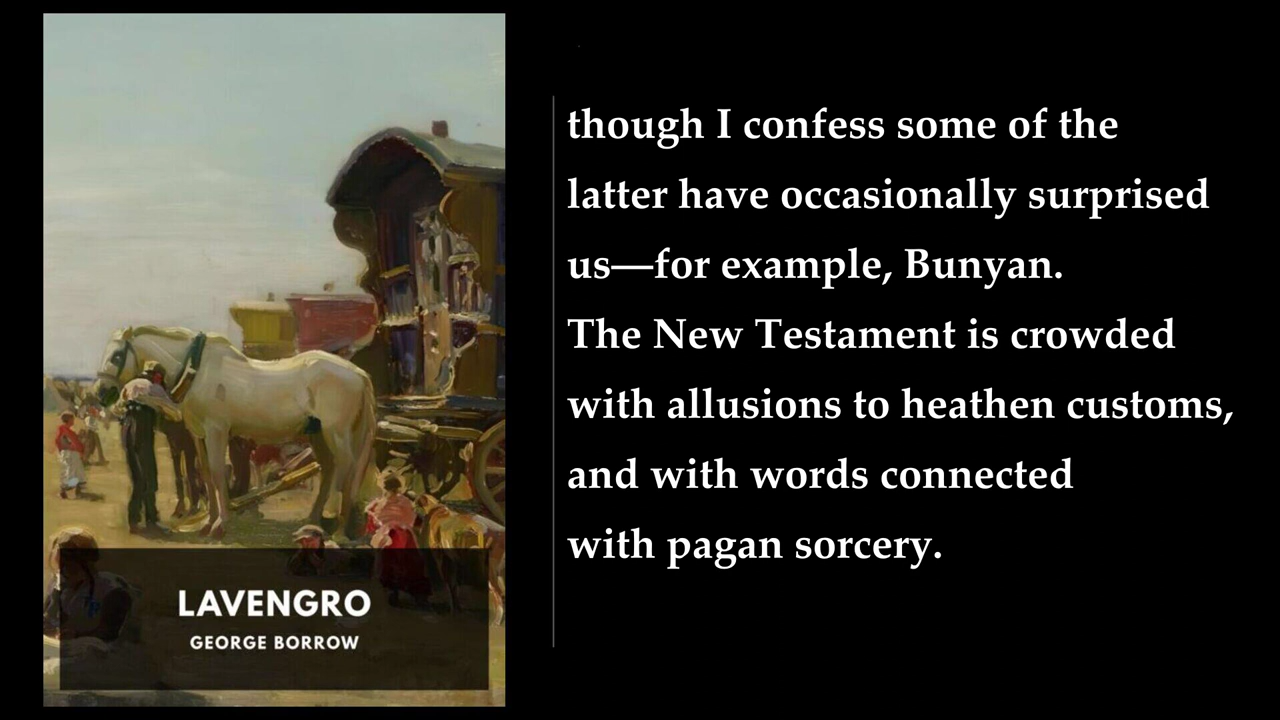 LAVENGRO
GEORGE BORROW
though I confess some of the
latter have occasionally surprised
us—for example, Bunyan.
The New Testament is crowded
with allusions to heathen customs,
and with words connected
with pagan sorcery.